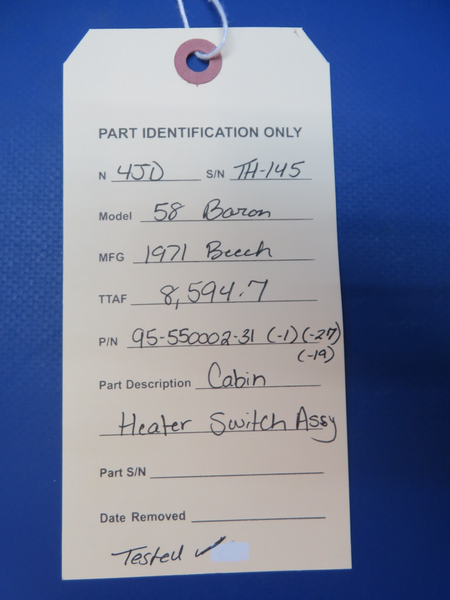 PART IDENTIFICATION ONLY
N 4JD S/N TH-145
Model 58 Baron
MFG 1971 Beech
TTAF 8,594.7
P/N 95-550002-31 (-1) (-27)
(-19)
Part Description Cabin
Heater Switch Assy
Part S/N
Date Removed
Tested ✓